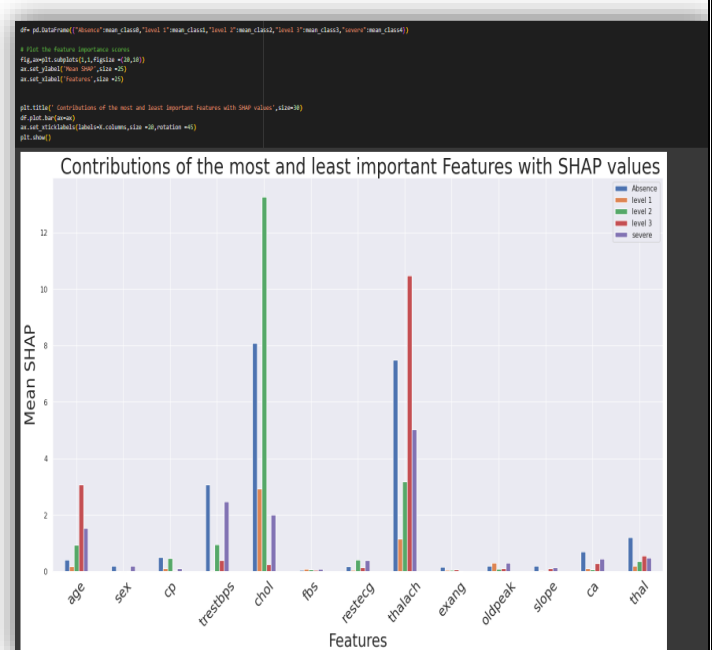 df= pd.DataFrame({"Absence":mean_class0,"level 1":mean_class1,"level 2":mean_class2,"level 3":mean_class3,"severe":mean_class4})
# Plot the Feature importance scores
fig,ax=plt.subplots(1,1,figsize =(20,10))
ax.set_ylabel('Mean SHAP',size =25)
ax.set_xlabel('Features',size =25)
plt.title(' Contributions of the most and least important Features with SHAP values',size=30)
df.plot.bar(ax=ax)
ax.set_xticklabels(labels=X.columns,size =20,rotation =45)
plt.show()
Contributions of the most and least important Features with SHAP values
Absence
level 1
level 2
level 3
severe
12
10
8
6
4
2
0
Mean SHAP
age sex cp trestbps chol fbs restecg thalach exang oldpeak slope ca thal
Features